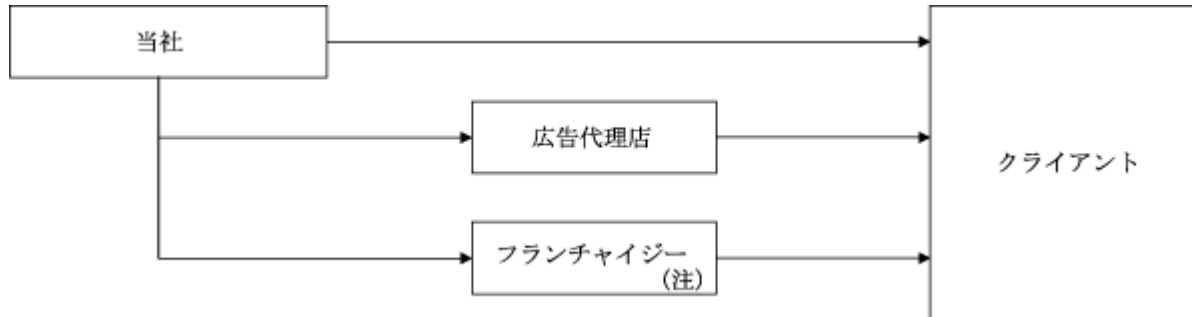 当社
広告代理店
クライアント
フランチャイジー
(注)